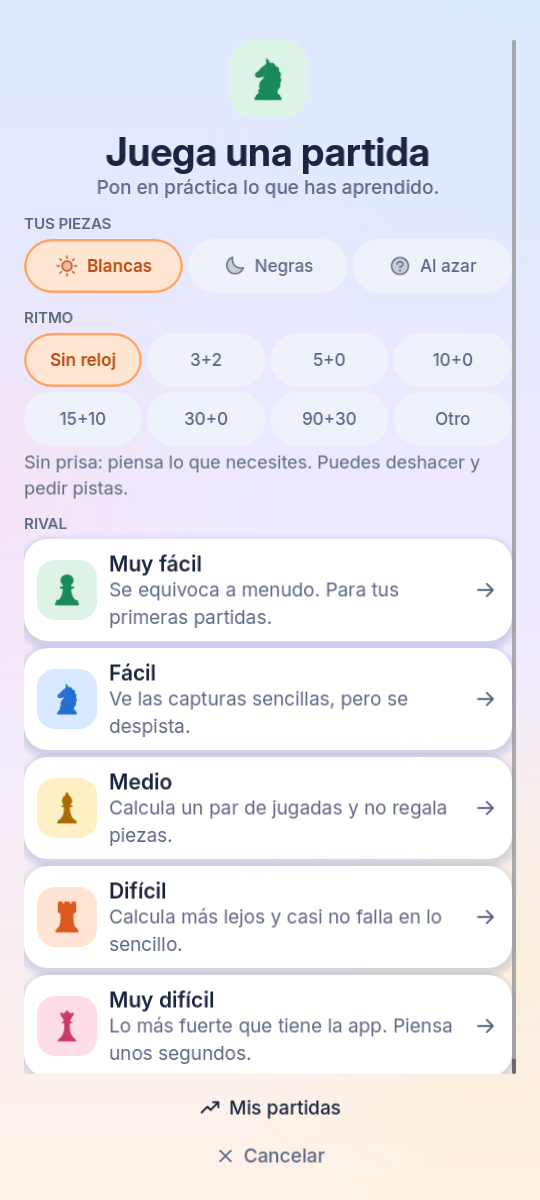 Juega una partida
Pon en práctica lo que has aprendido.
TUS PIEZAS
Blancas
Negras
Al azar
RITMO
Sin reloj
3+2
5+0
10+0
15+10
30+0
90+30
Otro
Sin prisa: piensa lo que necesites. Puedes deshacer y
pedir pistas.
RIVAL
Muy fácil
Se equivoca a menudo. Para tus
primeras partidas.
Fácil
Ve las capturas sencillas, pero se
despista.
Medio
Calcula un par de jugadas y no regala
piezas.
Difícil
Calcula más lejos y casi no falla en lo
sencillo.
Muy difícil
Lo más fuerte que tiene la app. Piensa
unos segundos.
Mis partidas
Cancelar